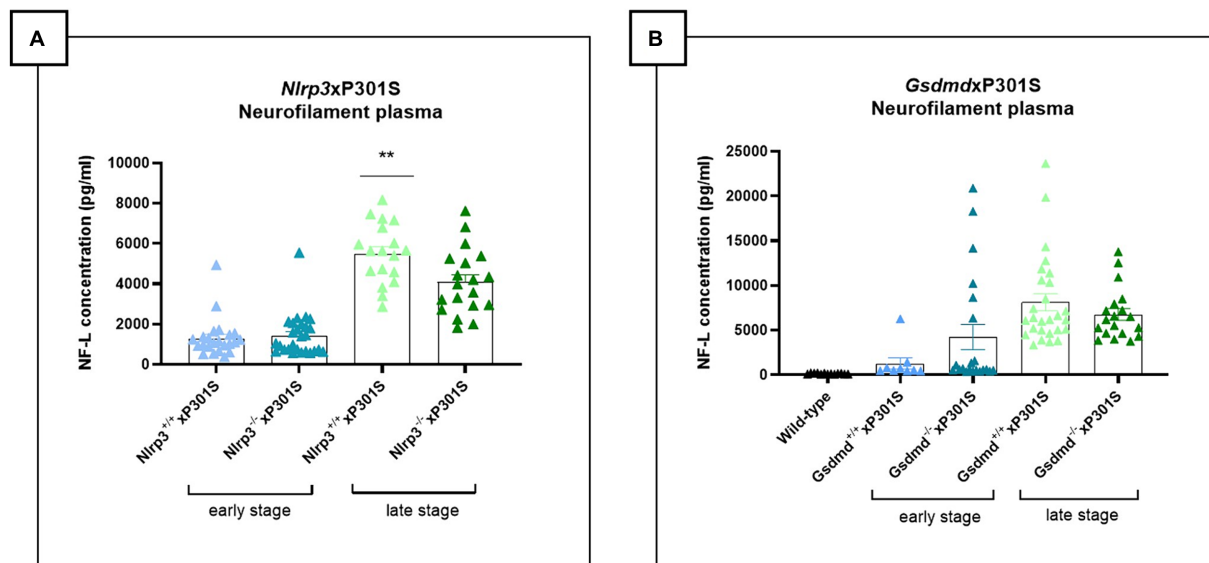 A
Nlrp3xP301S
Neurofilament plasma
NF-L concentration (pg/ml)
10000
8000
6000
4000
2000
0
**
Nlrp3+/+xP301S
Nlrp3-/-xP301S
Nlrp3+/+xP301S
Nlrp3-/-xP301S
early stage
late stage
B
GsdmdxP301S
Neurofilament plasma
NF-L concentration (pg/ml)
25000
20000
15000
10000
5000
0
Wild-type
Gsdmd+/+xP301S
Gsdmd-/-xP301S
Gsdmd+/+xP301S
Gsdmd-/-xP301S
early stage
late stage